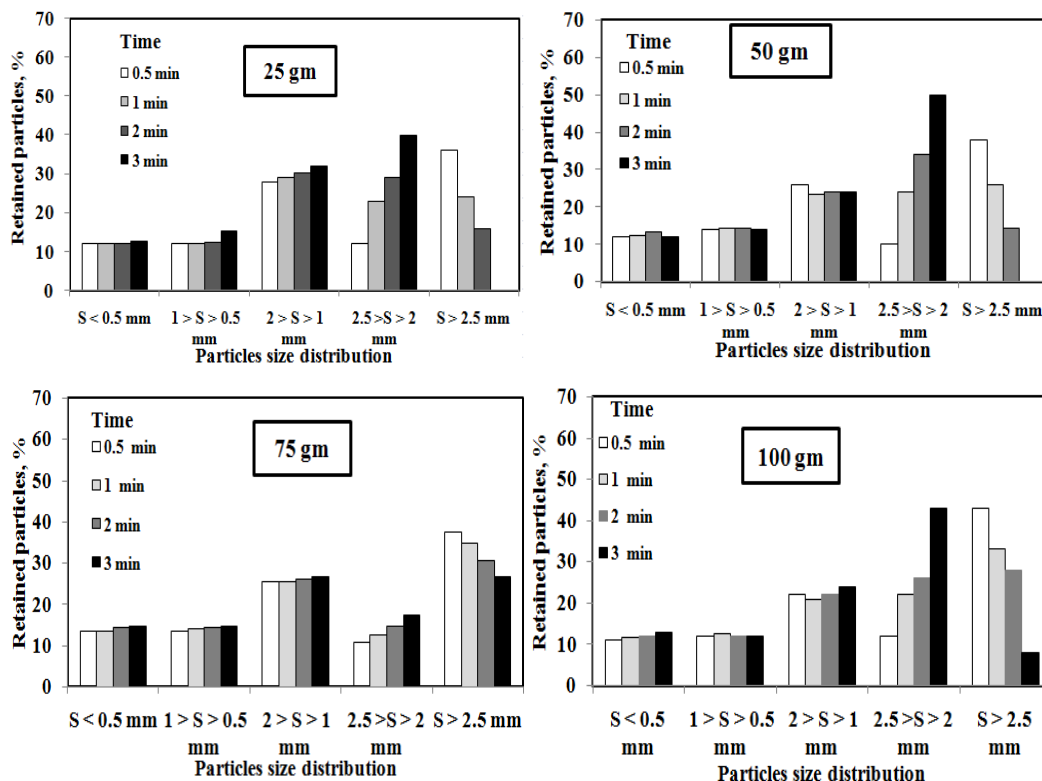 70
60
50
40
30
20
10
0
Retained particles, %
Time
0.5 min
1 min
2 min
3 min
25 gm
S < 0.5 mm
1 > S > 0.5
mm
2 > S > 1
mm
2.5 >S > 2
mm
S > 2.5 mm
Particles size distribution
70
60
50
40
30
20
10
0
Retained particles, %
Time
0.5 min
1 min
2 min
3 min
50 gm
S < 0.5 mm
1 > S > 0.5
mm
2 > S > 1
mm
2.5 >S > 2
mm
S > 2.5 mm
Particles size distribution
70
60
50
40
30
20
10
0
Retained particles, %
Time
0.5 min
1 min
2 min
3 min
75 gm
S < 0.5 mm
1 > S > 0.5
mm
2 > S > 1
mm
2.5 >S > 2
mm
S > 2.5 mm
Particles size distribution
70
60
50
40
30
20
10
0
Retained particles, %
Time
0.5 min
1 min
2 min
3 min
100 gm
S < 0.5
mm
1 > S > 0.5
mm
2 > S > 1
mm
2.5 >S > 2
mm
S > 2.5
mm
Particles size distribution